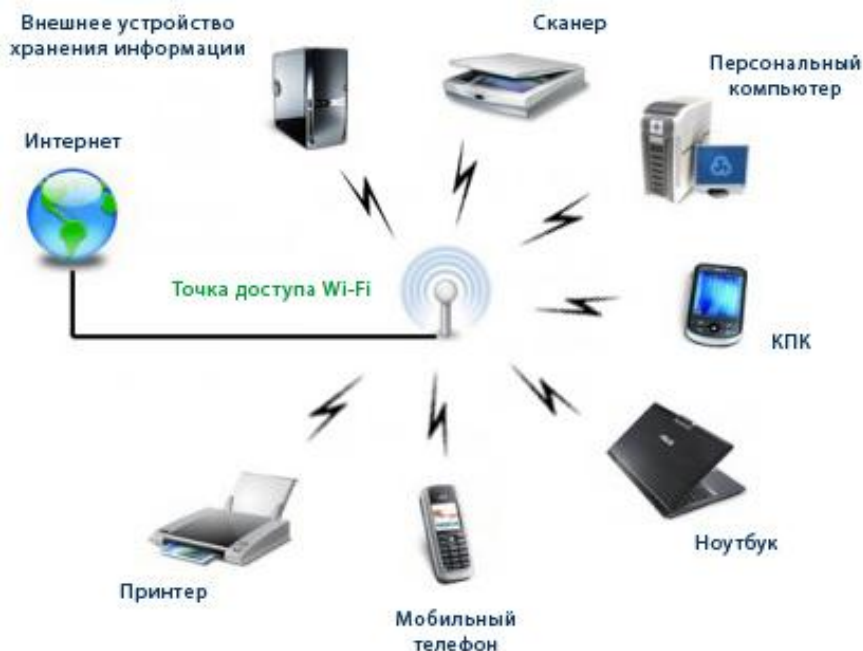 Внешнее устройство
хранения информации
Сканер
Персональный
компьютер
Интернет
Точка доступа Wi-Fi
КПК
Ноутбук
Принтер
Мобильный
телефон